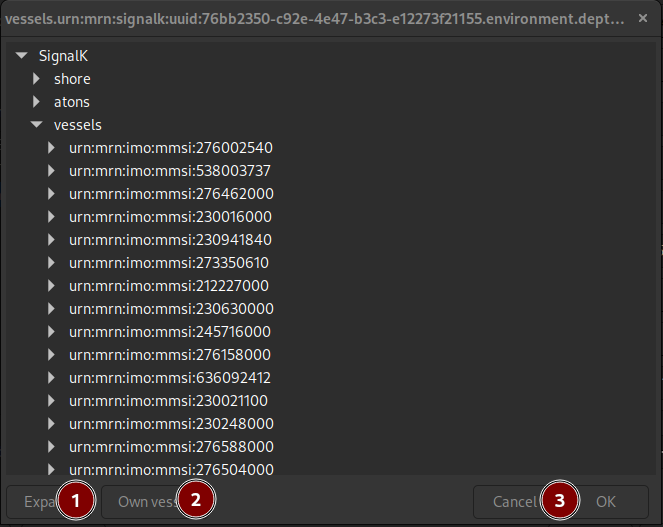 vessels.urn:mrn:signalk:uuid:76bb2350-c92e-4e47-b3c3-e12273f21155.environment.dept...
SignalK
shore
atons
vessels
urn:mrn:imo:mmsi:276002540
urn:mrn:imo:mmsi:538003737
urn:mrn:imo:mmsi:276462000
urn:mrn:imo:mmsi:230016000
urn:mrn:imo:mmsi:230941840
urn:mrn:imo:mmsi:273350610
urn:mrn:imo:mmsi:212227000
urn:mrn:imo:mmsi:230630000
urn:mrn:imo:mmsi:245716000
urn:mrn:imo:mmsi:276158000
urn:mrn:imo:mmsi:636092412
urn:mrn:imo:mmsi:230021100
urn:mrn:imo:mmsi:230248000
urn:mrn:imo:mmsi:276588000
urn:mrn:imo:mmsi:276504000
Expa 1 Own vess 2 Cancel 3 OK